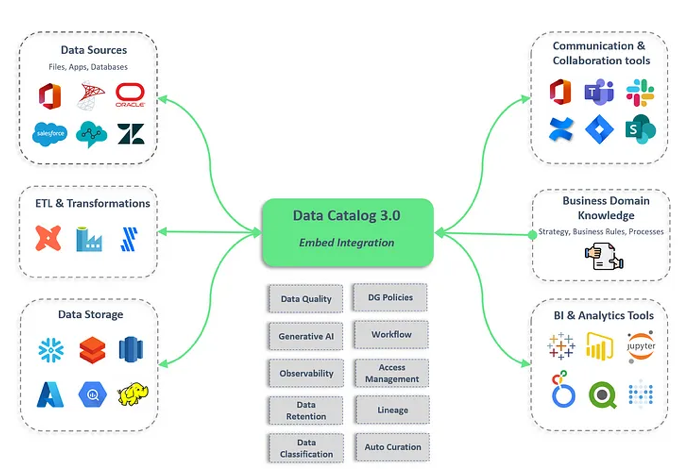 Data Sources
Files, Apps, Databases
ORACLE
salesforce
ETL & Transformations
Data Storage
Data Catalog 3.0
Embed Integration
Data Quality
DG Policies
Generative AI
Workflow
Observability
Access
Management
Data
Retention
Lineage
Data
Classification
Auto Curation
Communication &
Collaboration tools
Business Domain
Knowledge
Strategy, Business Rules, Processes
BI & Analytics Tools
jupyter